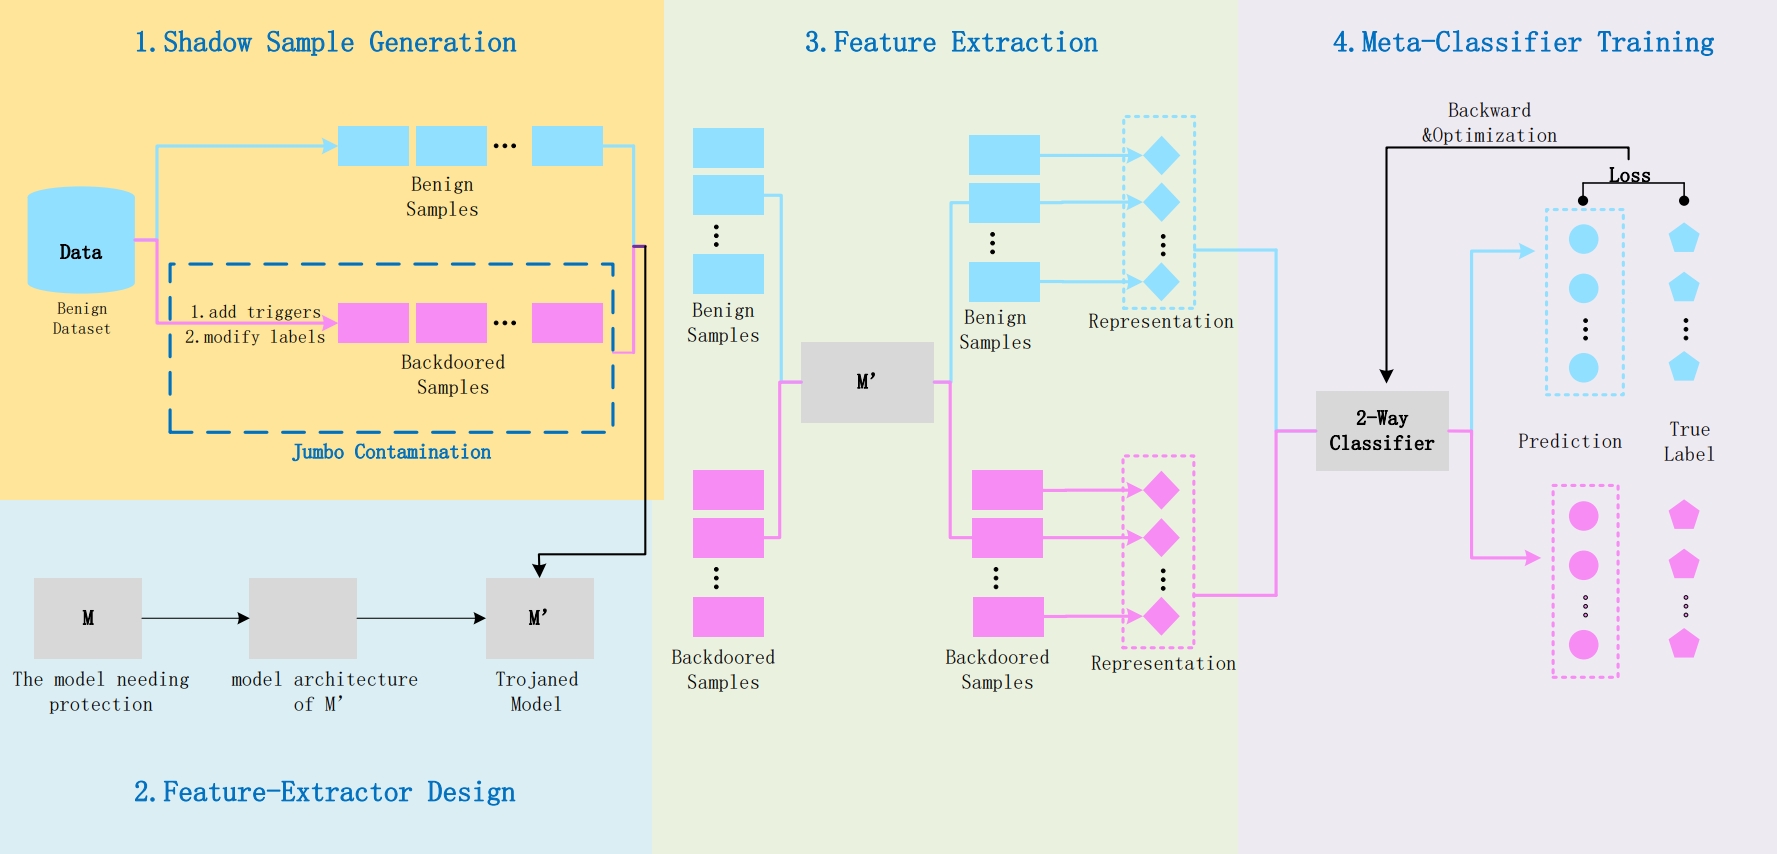 1.Shadow Sample Generation
Benign
Samples
Data
Benign
Dataset
1.add triggers
2.modify labels
Backdoored
Samples
Jumbo Contamination
M
M'
The model needing
protection
model architecture
of M'
Trojaned
Model
2.Feature-Extractor Design
3.Feature Extraction
Benign
Samples
M'
Benign
Samples
Representation
Backdoored
Samples
Backdoored
Samples
Representation
4.Meta-Classifier Training
Backward
&Optimization
Loss
2-Way
Classifier
Prediction
True
Label